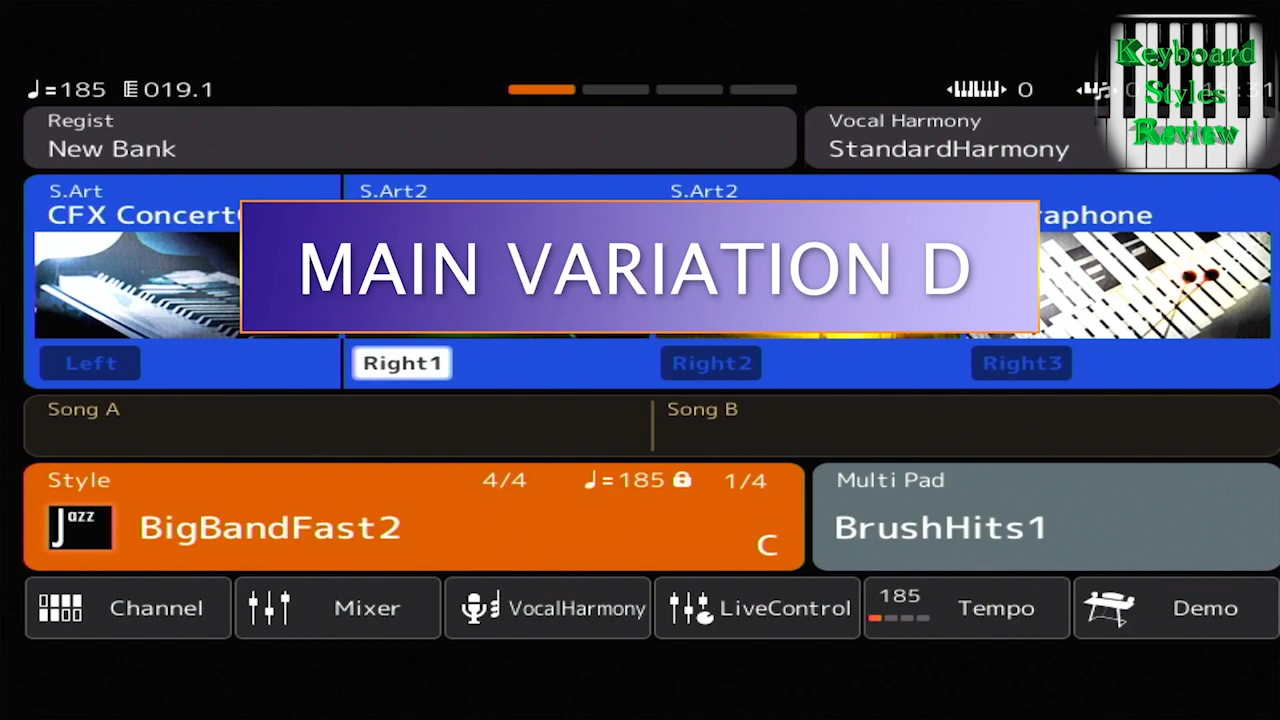 Keyboard
Styles
Review
♩=185 019.1
0
Regist
New Bank
Vocal Harmony
StandardHarmony
S.Art
CFX Concert
S.Art2
S.Art2
raphone
MAIN VARIATION D
Left
Right1
Right2
Right3
Song A
Song B
Style
4/4
♩=185
1/4
Jazz
BigBandFast2
C
Multi Pad
BrushHits1
Channel
Mixer
VocalHarmony
LiveControl
185
Tempo
Demo